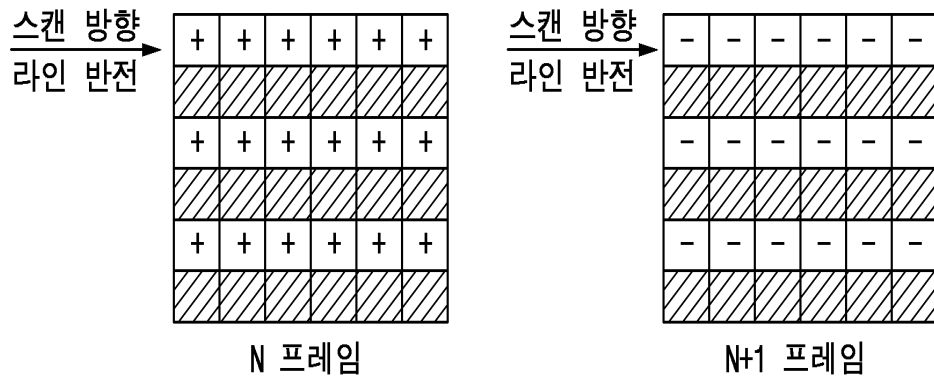 스캔 방향
라인 반전
+ + + + + +
+ + + + + +
+ + + + + +
N 프레임
스캔 방향
라인 반전
- - - - - -
- - - - - -
- - - - - -
N+1 프레임